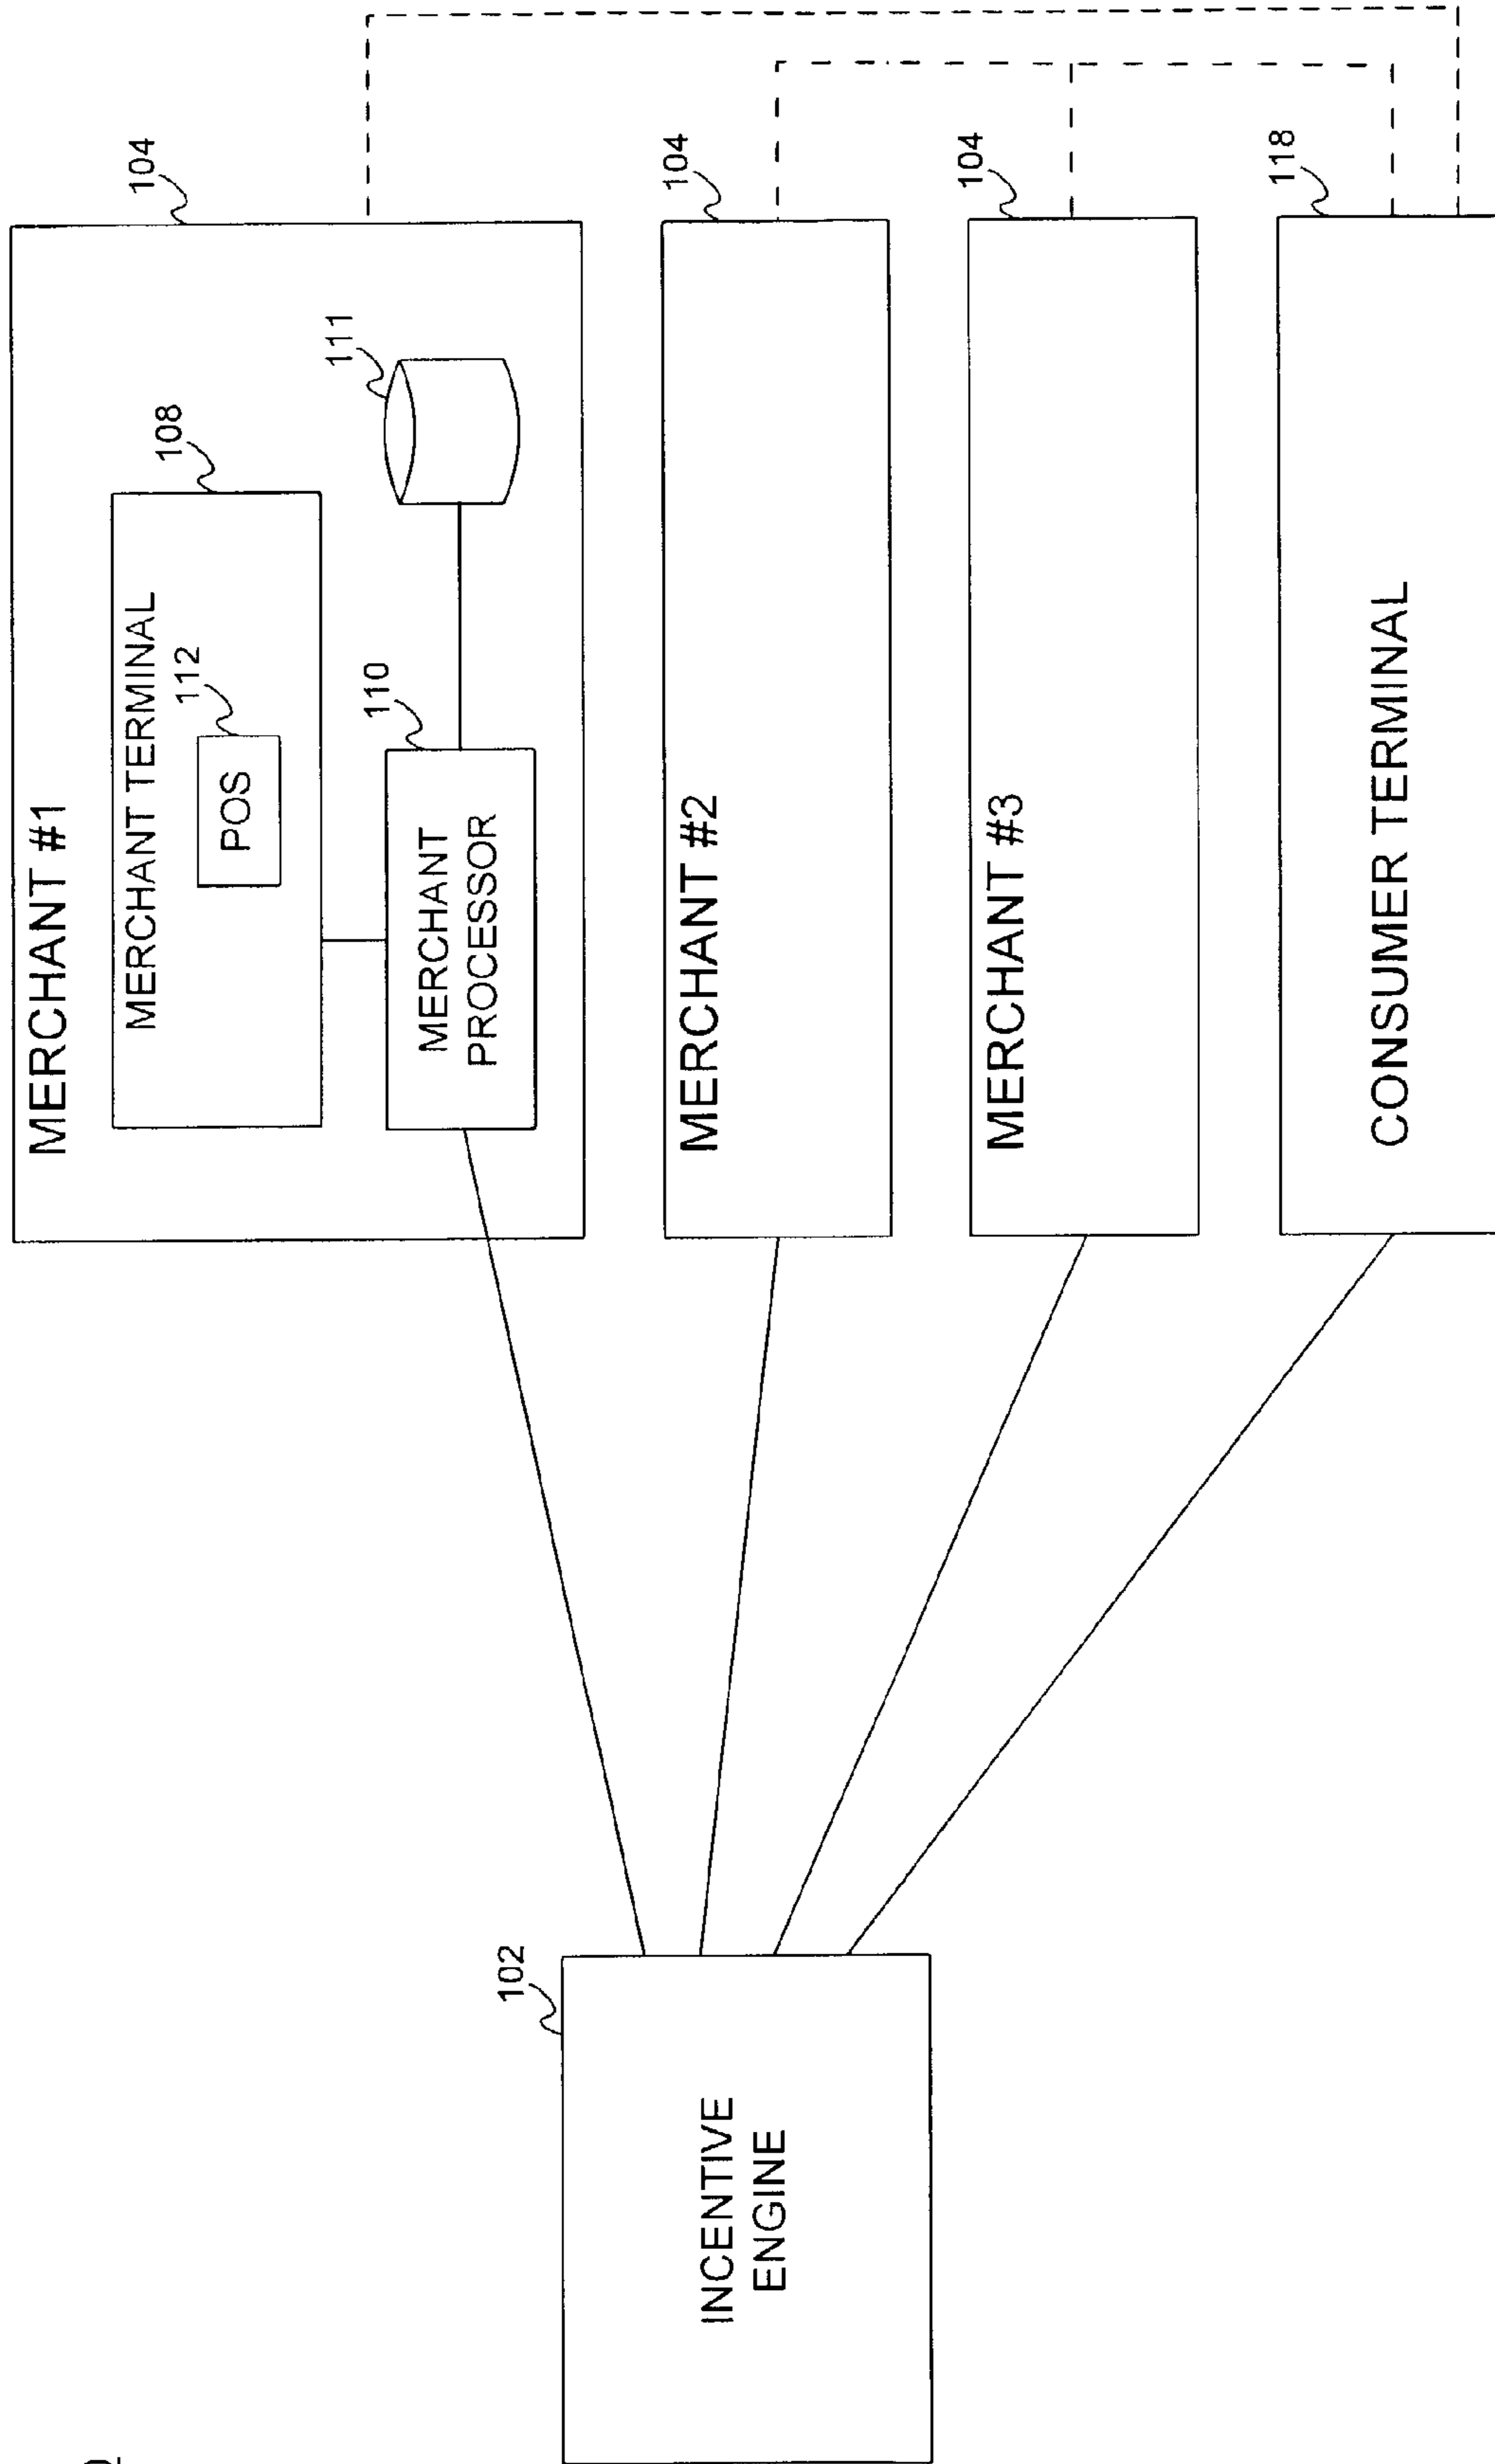 MERCHANT #1
104
MERCHANT TERMINAL
108
112
POS
110
MERCHANT
PROCESSOR
111
MERCHANT #2
104
MERCHANT #3
104
118
CONSUMER TERMINAL
102
INCENTIVE
ENGINE